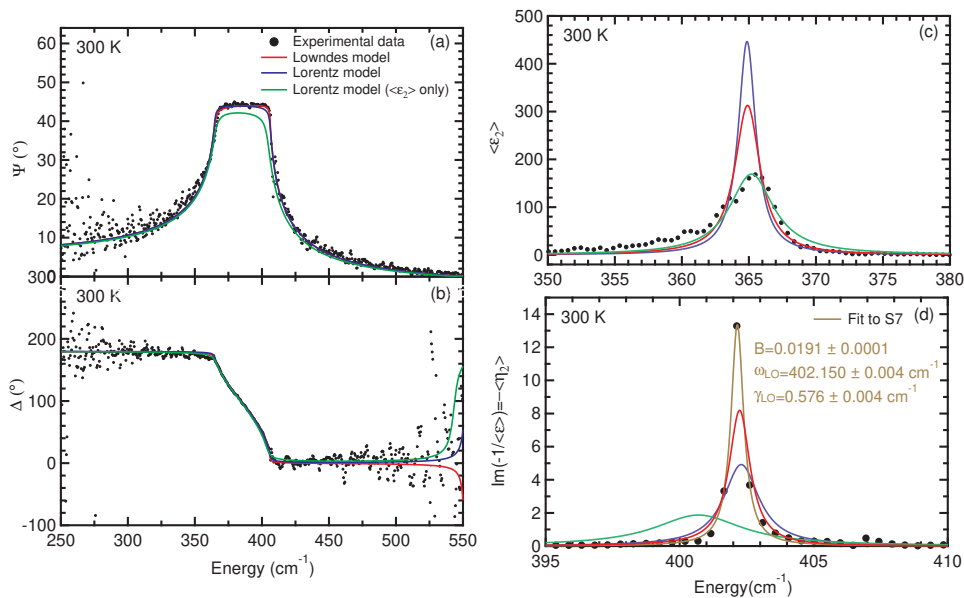 60
50
40
30
20
10
300
Ψ (°)
300 K
(a)
Experimental data
Lowndes model
Lorentz model
Lorentz model (<ε₂> only)
200
100
0
-100
Δ (°)
300 K
(b)
250 300 350 400 450 500 550
Energy (cm⁻¹)
500
400
300
200
100
0
<ε₂>
300 K
(c)
350 360 365 370 375 380
14
12
10
8
6
4
2
0
Im(-1/<ε>)=-<η₂>
300 K
(d)
Fit to S7
B=0.0191 ± 0.0001
ω_LO=402.150 ± 0.004 cm⁻¹
γ_LO=0.576 ± 0.004 cm⁻¹
395 400 405 410
Energy(cm⁻¹)